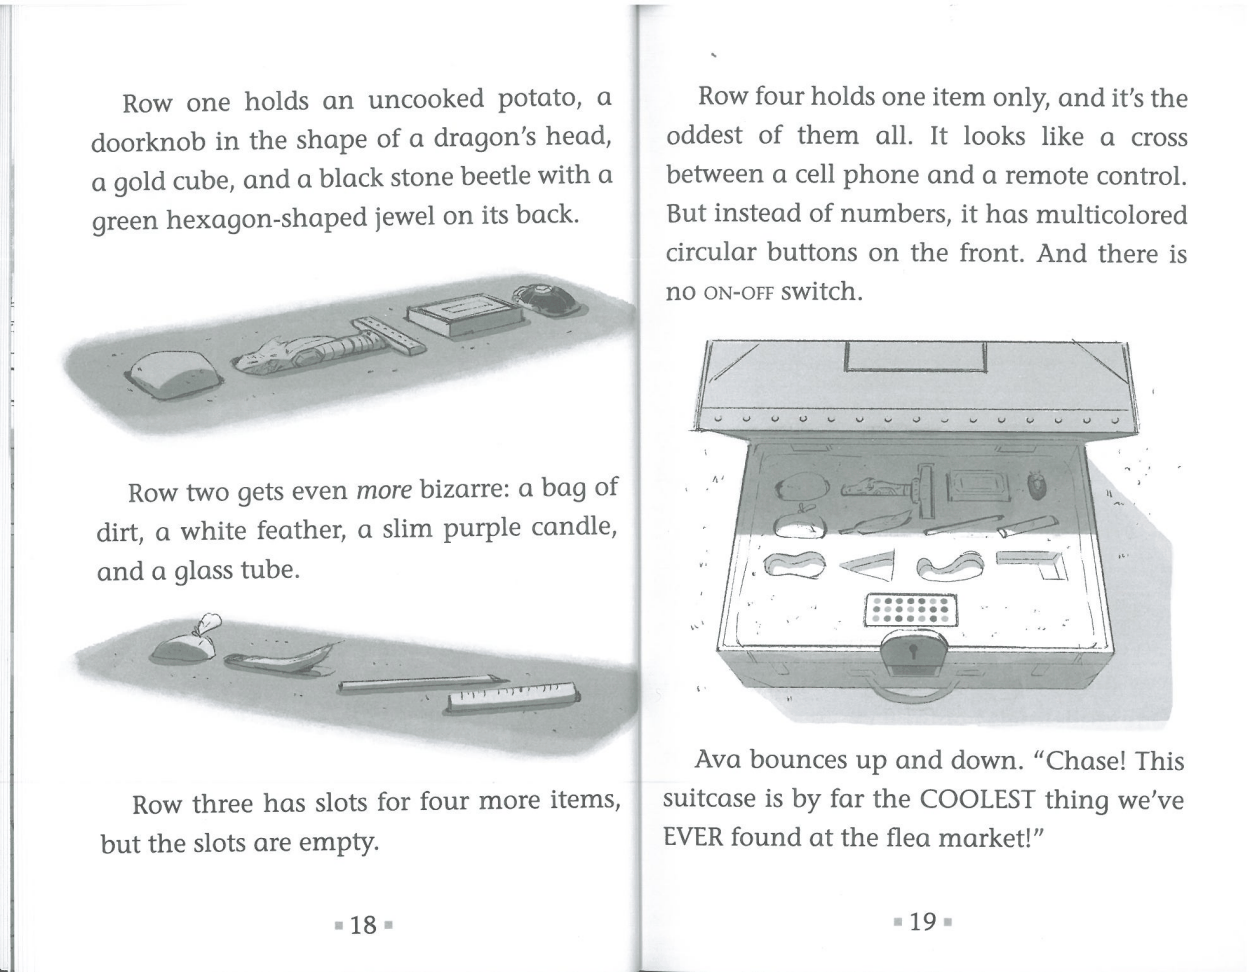 Row one holds an uncooked potato, a
doorknob in the shape of a dragon's head,
a gold cube, and a black stone beetle with a
green hexagon-shaped jewel on its back.
Row two gets even more bizarre: a bag of
dirt, a white feather, a slim purple candle,
and a glass tube.
Row three has slots for four more items,
but the slots are empty.
18
Row four holds one item only, and it's the
oddest of them all. It looks like a cross
between a cell phone and a remote control.
But instead of numbers, it has multicolored
circular buttons on the front. And there is
no ON-OFF switch.
Ava bounces up and down. "Chase! This
suitcase is by far the COOLEST thing we've
EVER found at the flea market!"
19